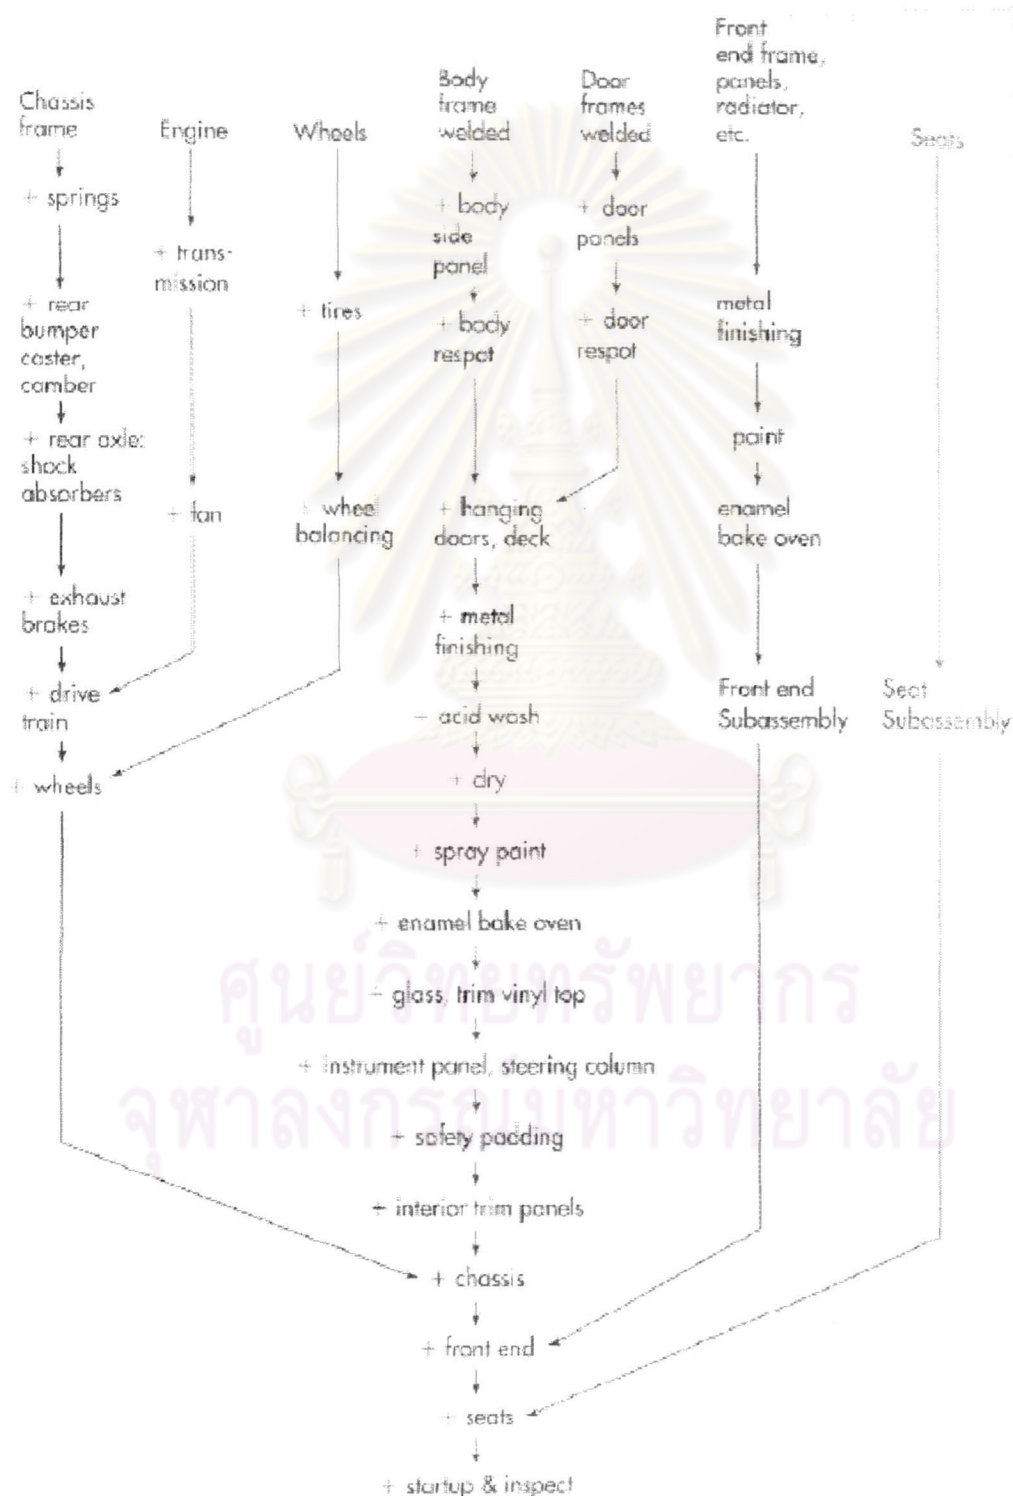 Chassis
frame
+ springs
+ rear
bumper
caster,
camber
+ rear axle:
shock
absorbers
+ exhaust
brakes
+ drive
train
+ wheels
Engine
+ trans-
mission
+ fan
Wheels
+ tires
+ wheel
balancing
Body
frame
welded
+ body
side
panel
+ body
respot
+ hanging
doors, deck
+ metal
finishing
+ acid wash
+ dry
+ spray paint
+ enamel bake oven
+ glass, trim vinyl top
+ Instrument panel, steering column
+ safety padding
+ interior trim panels
+ chassis
+ front end
+ seats
+ startup & inspect
Door
frames
welded
+ door
panels
+ door
respot
Front
end frame,
panels,
radiator,
etc.
metal
finishing
paint
enamel
bake oven
Front end
Subassembly
Seats
Seat
Subassembly
ศูนย์วิทยทรัพยากร
จุฬาลงกรณ์มหาวิทยาลัย